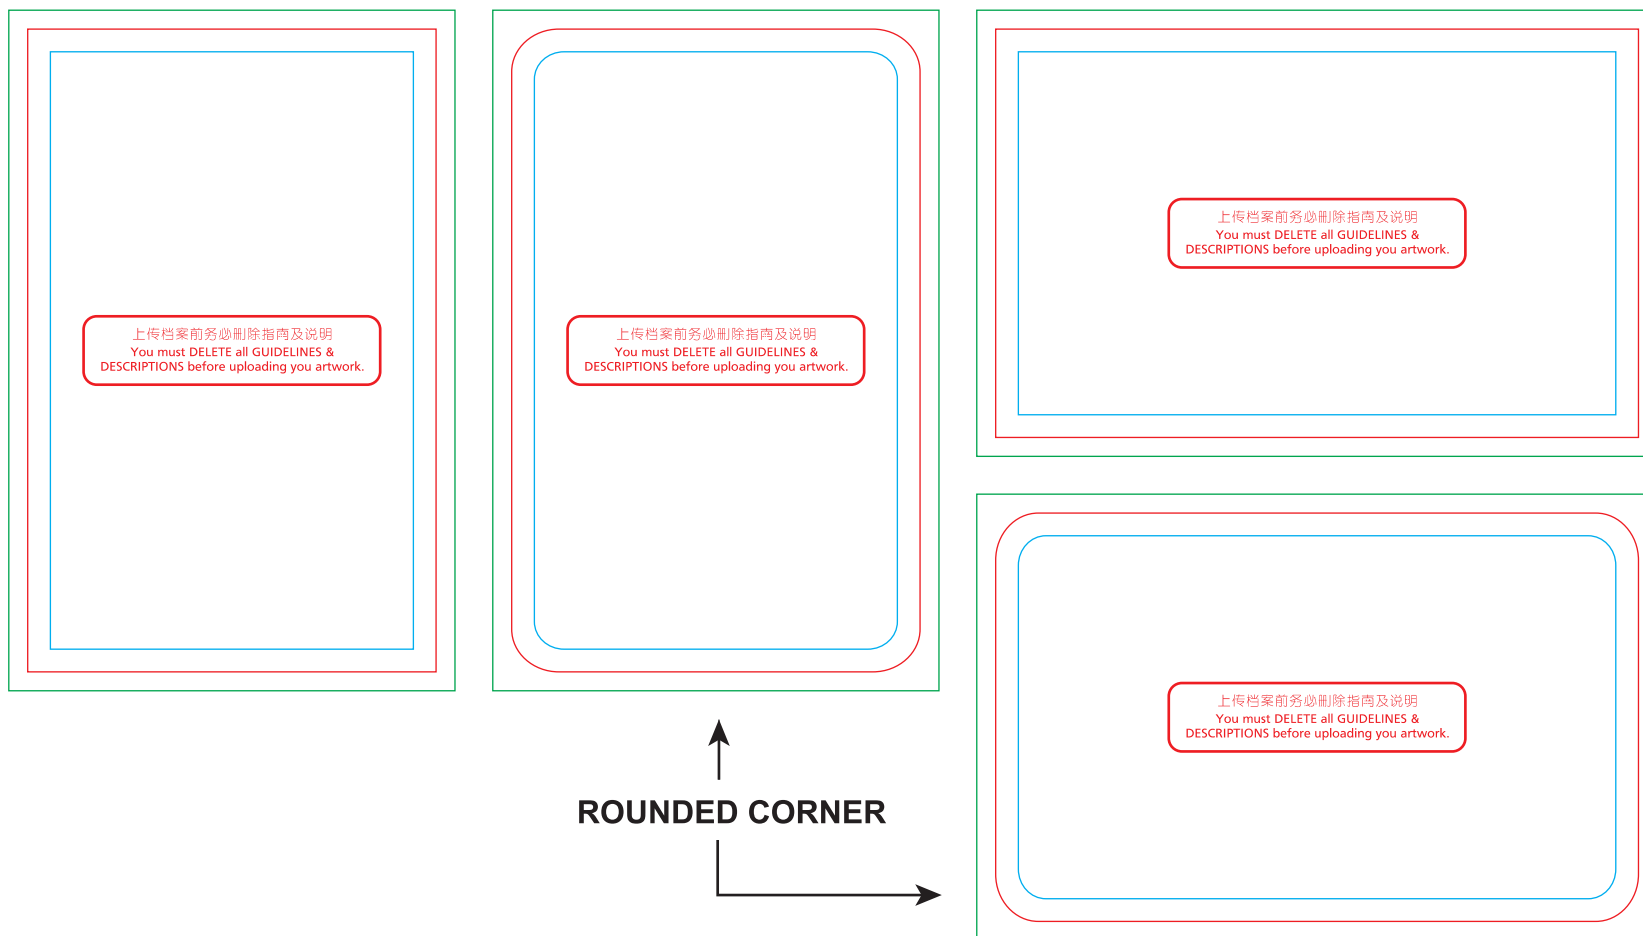 上传档案前务必删除指南及说明
You must DELETE all GUIDELINES &
DESCRIPTIONS before uploading you artwork.
上传档案前务必删除指南及说明
You must DELETE all GUIDELINES &
DESCRIPTIONS before uploading you artwork.
上传档案前务必删除指南及说明
You must DELETE all GUIDELINES &
DESCRIPTIONS before uploading you artwork.
上传档案前务必删除指南及说明
You must DELETE all GUIDELINES &
DESCRIPTIONS before uploading you artwork.
ROUNDED CORNER